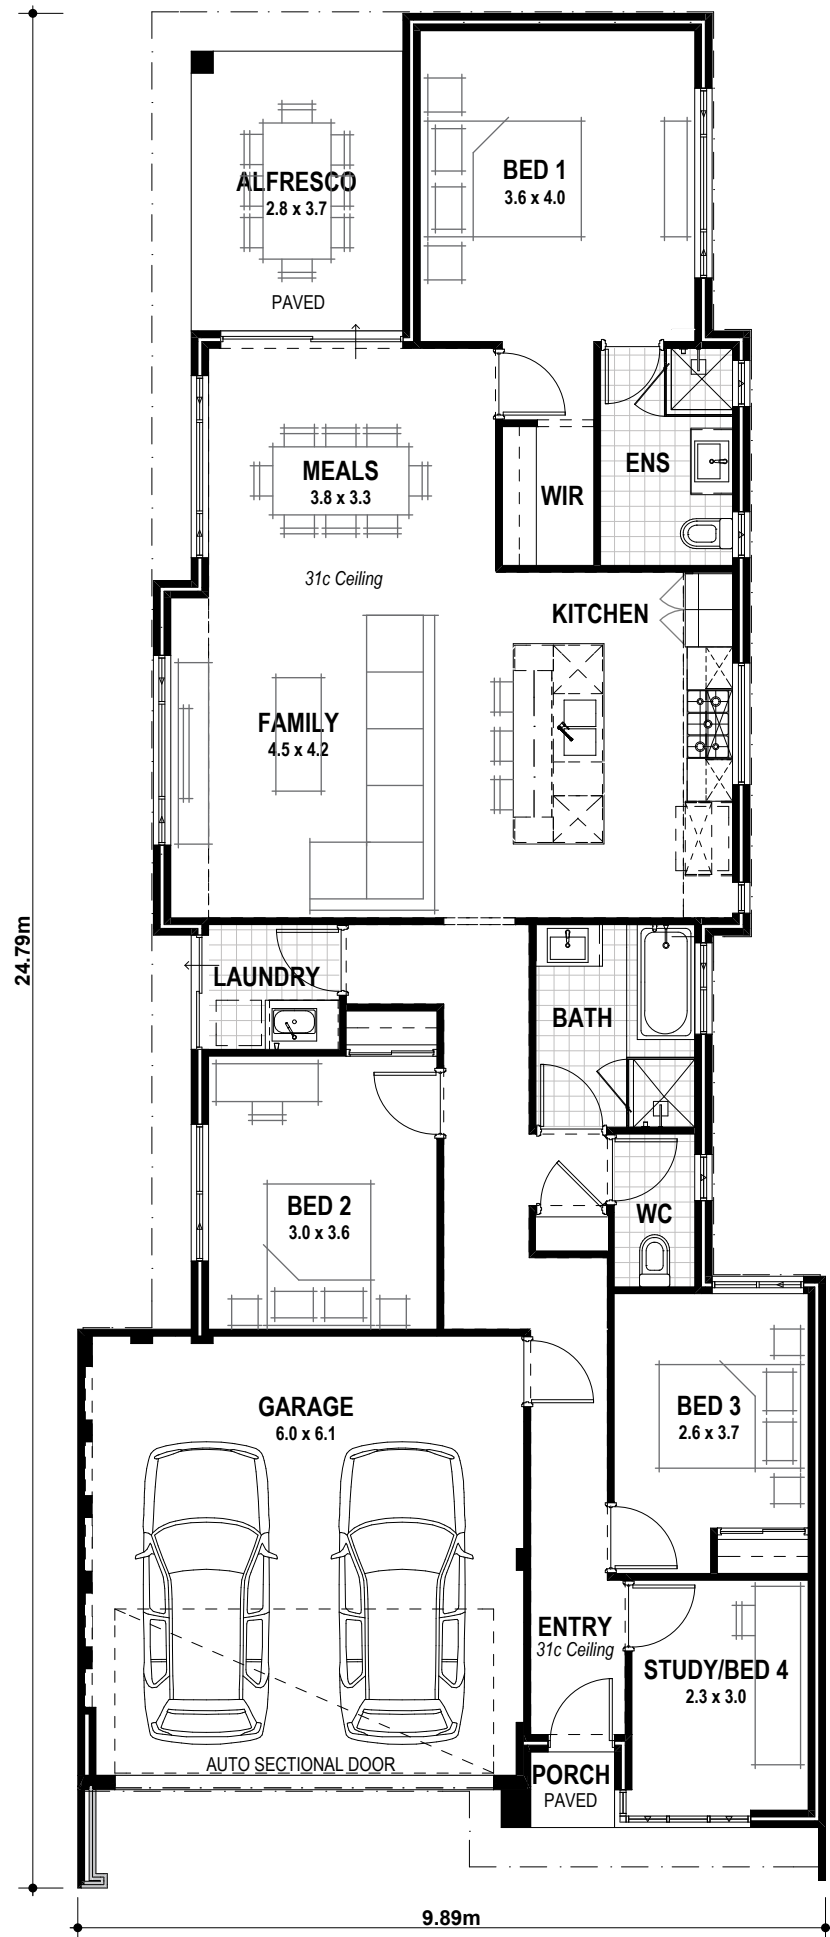 BED 1
3.6 x 4.0
ALFRESCO
2.8 x 3.7
PAVED
MEALS
3.8 x 3.3
ENS
WIR
31c Ceiling
KITCHEN
FAMILY
4.5 x 4.2
24.79m
LAUNDRY
BATH
BED 2
3.0 x 3.6
WC
GARAGE
6.0 x 6.1
BED 3
2.6 x 3.7
ENTRY
31c Ceiling
STUDY/BED 4
2.3 x 3.0
AUTO SECTIONAL DOOR
PORCH
PAVED
9.89m